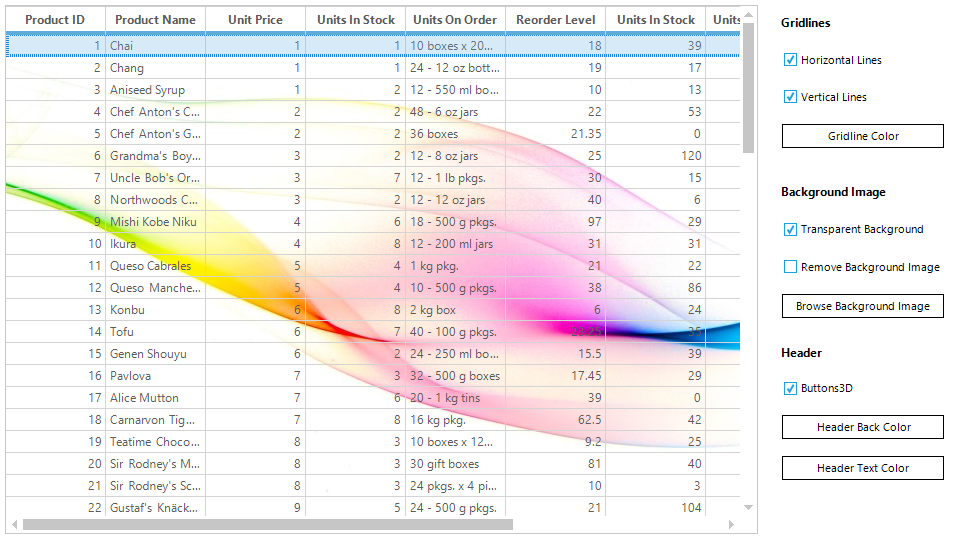 Product ID Product Name Unit Price Units In Stock Units On Order Reorder Level Units In Stock Units
1 Chai 1 1 10 boxes x 20... 18 39
2 Chang 1 1 24 - 12 oz bott... 19 17
3 Aniseed Syrup 1 2 12 - 550 ml bo... 10 13
4 Chef Anton's C... 2 2 48 - 6 oz jars 22 53
5 Chef Anton's G... 2 2 36 boxes 21.35 0
6 Grandma's Boy... 3 2 12 - 8 oz jars 25 120
7 Uncle Bob's Or... 3 7 12 - 1 lb pkgs. 30 15
8 Northwoods C... 3 2 12 - 12 oz jars 40 6
9 Mishi Kobe Niku 4 6 18 - 500 g pkgs. 97 29
10 Ikura 4 8 12 - 200 ml jars 31 31
11 Queso Cabrales 5 4 1 kg pkg. 21 22
12 Queso Manche... 5 4 10 - 500 g pkgs. 38 86
13 Konbu 6 8 2 kg box 6 24
14 Tofu 6 7 40 - 100 g pkgs. 23.25 35
15 Genen Shouyu 6 2 24 - 250 ml bo... 15.5 39
16 Pavlova 7 3 32 - 500 g boxes 17.45 29
17 Alice Mutton 7 6 20 - 1 kg tins 39 0
18 Carnarvon Tig... 7 8 16 kg pkg. 62.5 42
19 Teatime Choco... 8 3 10 boxes x 12... 9.2 25
20 Sir Rodney's M... 8 3 30 gift boxes 81 40
21 Sir Rodney's Sc... 8 3 24 pkgs. x 4 pi... 10 3
22 Gustaf's Knäck... 9 5 24 - 500 g pkgs. 21 104
Gridlines
Horizontal Lines
Vertical Lines
Gridline Color
Background Image
Transparent Background
Remove Background Image
Browse Background Image
Header
Buttons3D
Header Back Color
Header Text Color